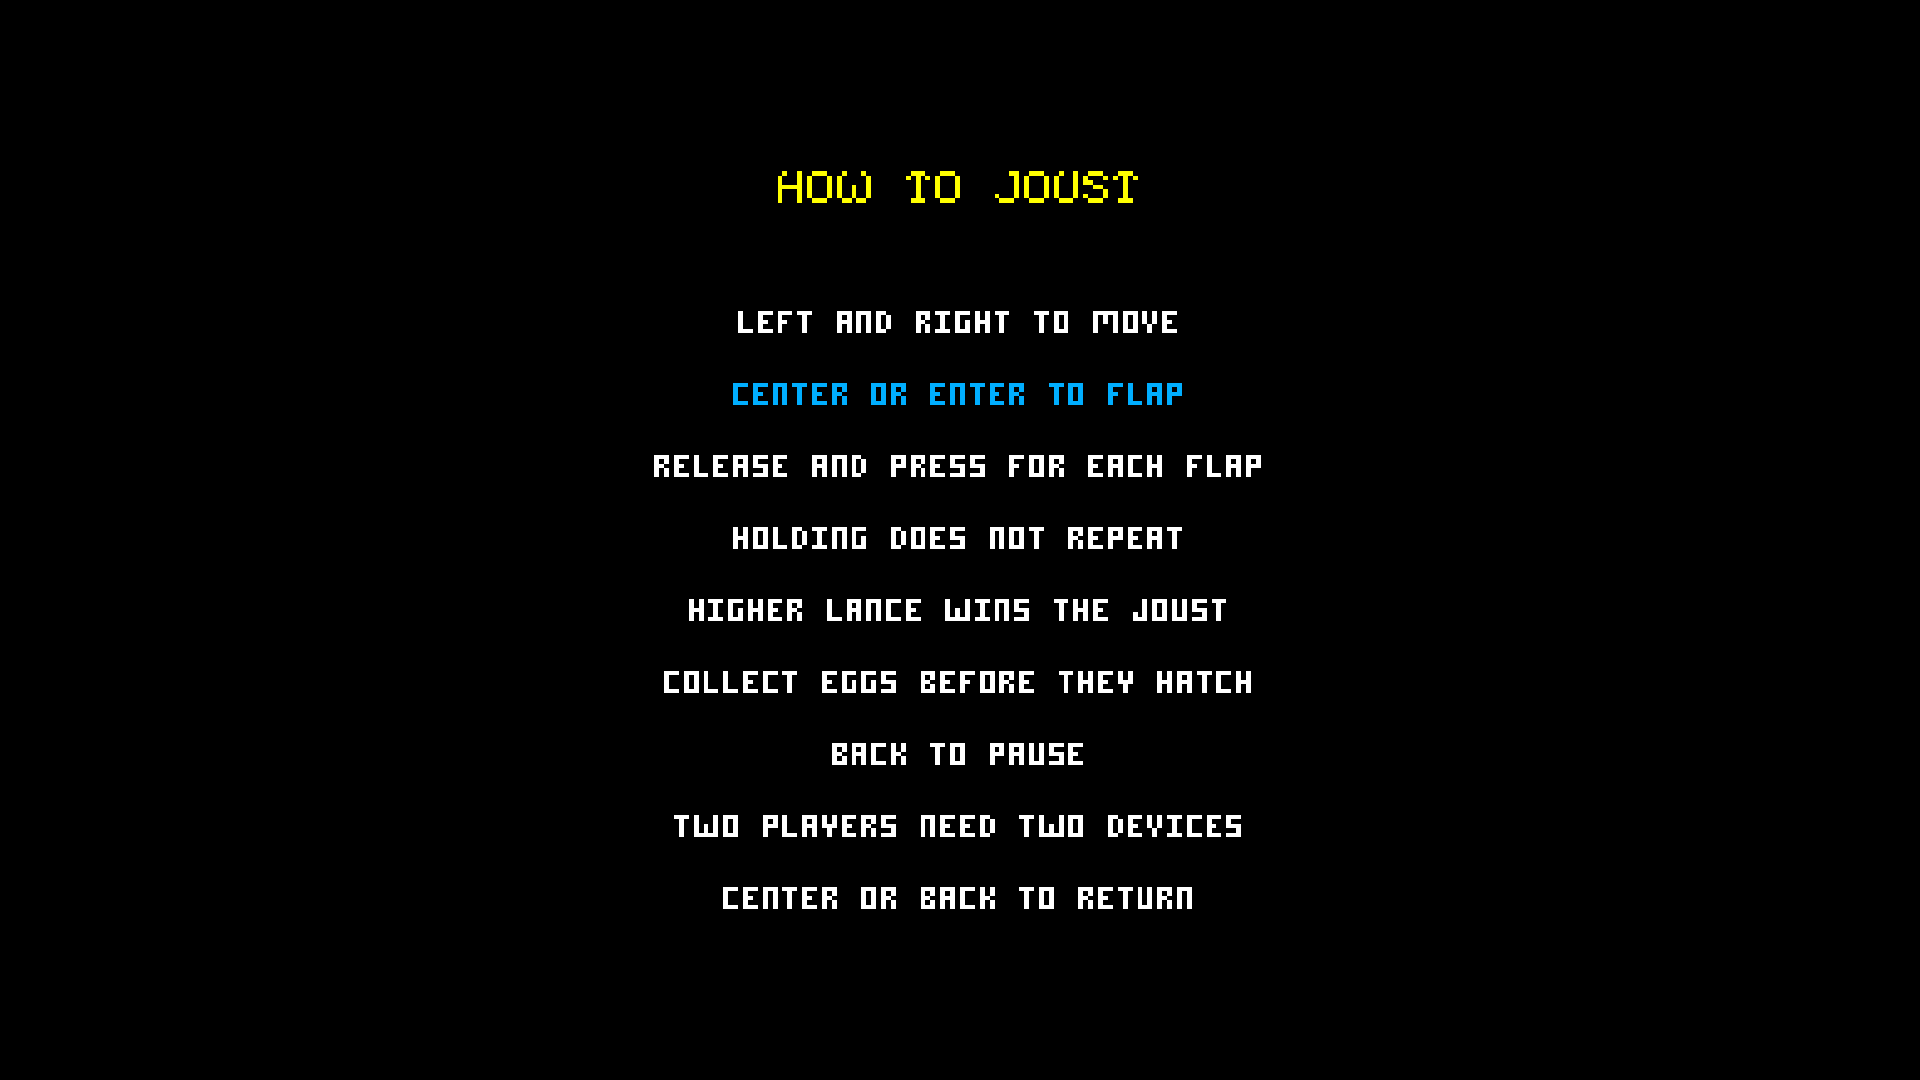 HOW TO JOUST
LEFT AND RIGHT TO MOVE
CENTER OR ENTER TO FLAP
RELEASE AND PRESS FOR EACH FLAP
HOLDING DOES NOT REPEAT
HIGHER LANCE WINS THE JOUST
COLLECT EGGS BEFORE THEY HATCH
BACK TO PAUSE
TWO PLAYERS NEED TWO DEVICES
CENTER OR BACK TO RETURN